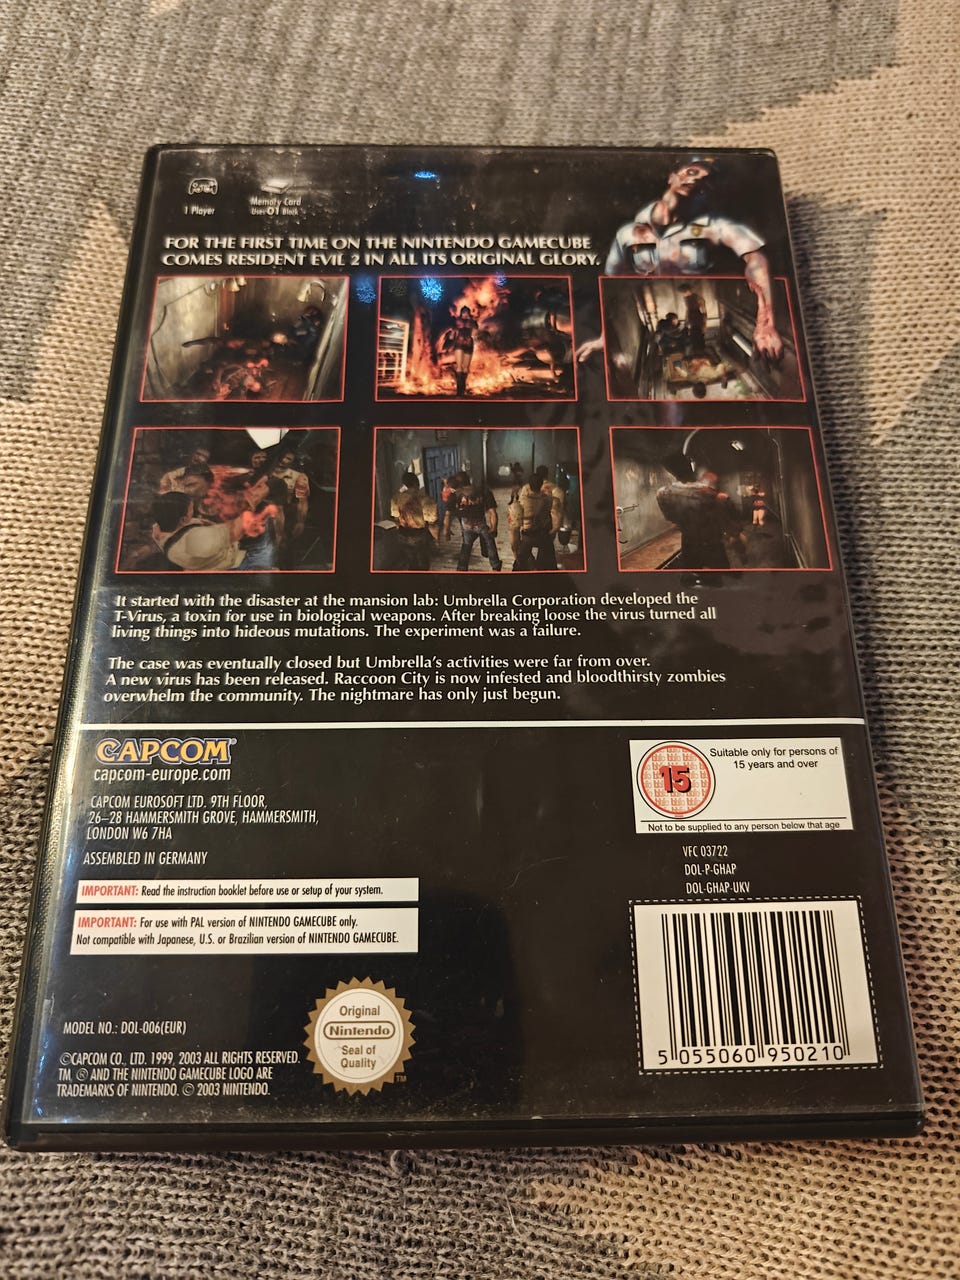 1 Player
Memory Card
Uses 01 Block
FOR THE FIRST TIME ON THE NINTENDO GAMECUBE
COMES RESIDENT EVIL 2 IN ALL ITS ORIGINAL GLORY.
It started with the disaster at the mansion lab: Umbrella Corporation developed the
T-Virus, a toxin for use in biological weapons. After breaking loose the virus turned all
living things into hideous mutations. The experiment was a failure.
The case was eventually closed but Umbrella's activities were far from over.
A new virus has been released. Raccoon City is now infested and bloodthirsty zombies
overwhelm the community. The nightmare has only just begun.
CAPCOM®
capcom-europe.com
CAPCOM EUROSOFT LTD. 9TH FLOOR,
26–28 HAMMERSMITH GROVE, HAMMERSMITH,
LONDON W6 7HA
ASSEMBLED IN GERMANY
IMPORTANT: Read the instruction booklet before use or setup of your system.
IMPORTANT: For use with PAL version of NINTENDO GAMECUBE only.
Not compatible with Japanese, U.S. or Brazilian version of NINTENDO GAMECUBE.
MODEL NO.: DOL-006(EUR)
©CAPCOM CO. LTD. 1999, 2003 ALL RIGHTS RESERVED.
TM, ® AND THE NINTENDO GAMECUBE LOGO ARE
TRADEMARKS OF NINTENDO. © 2003 NINTENDO.
Original
Nintendo
Seal of
Quality
TM
15
Suitable only for persons of
15 years and over
Not to be supplied to any person below that age
VFC 03722
DOL-P-GHAP
DOL-GHAP-UKV
5 055060 950210